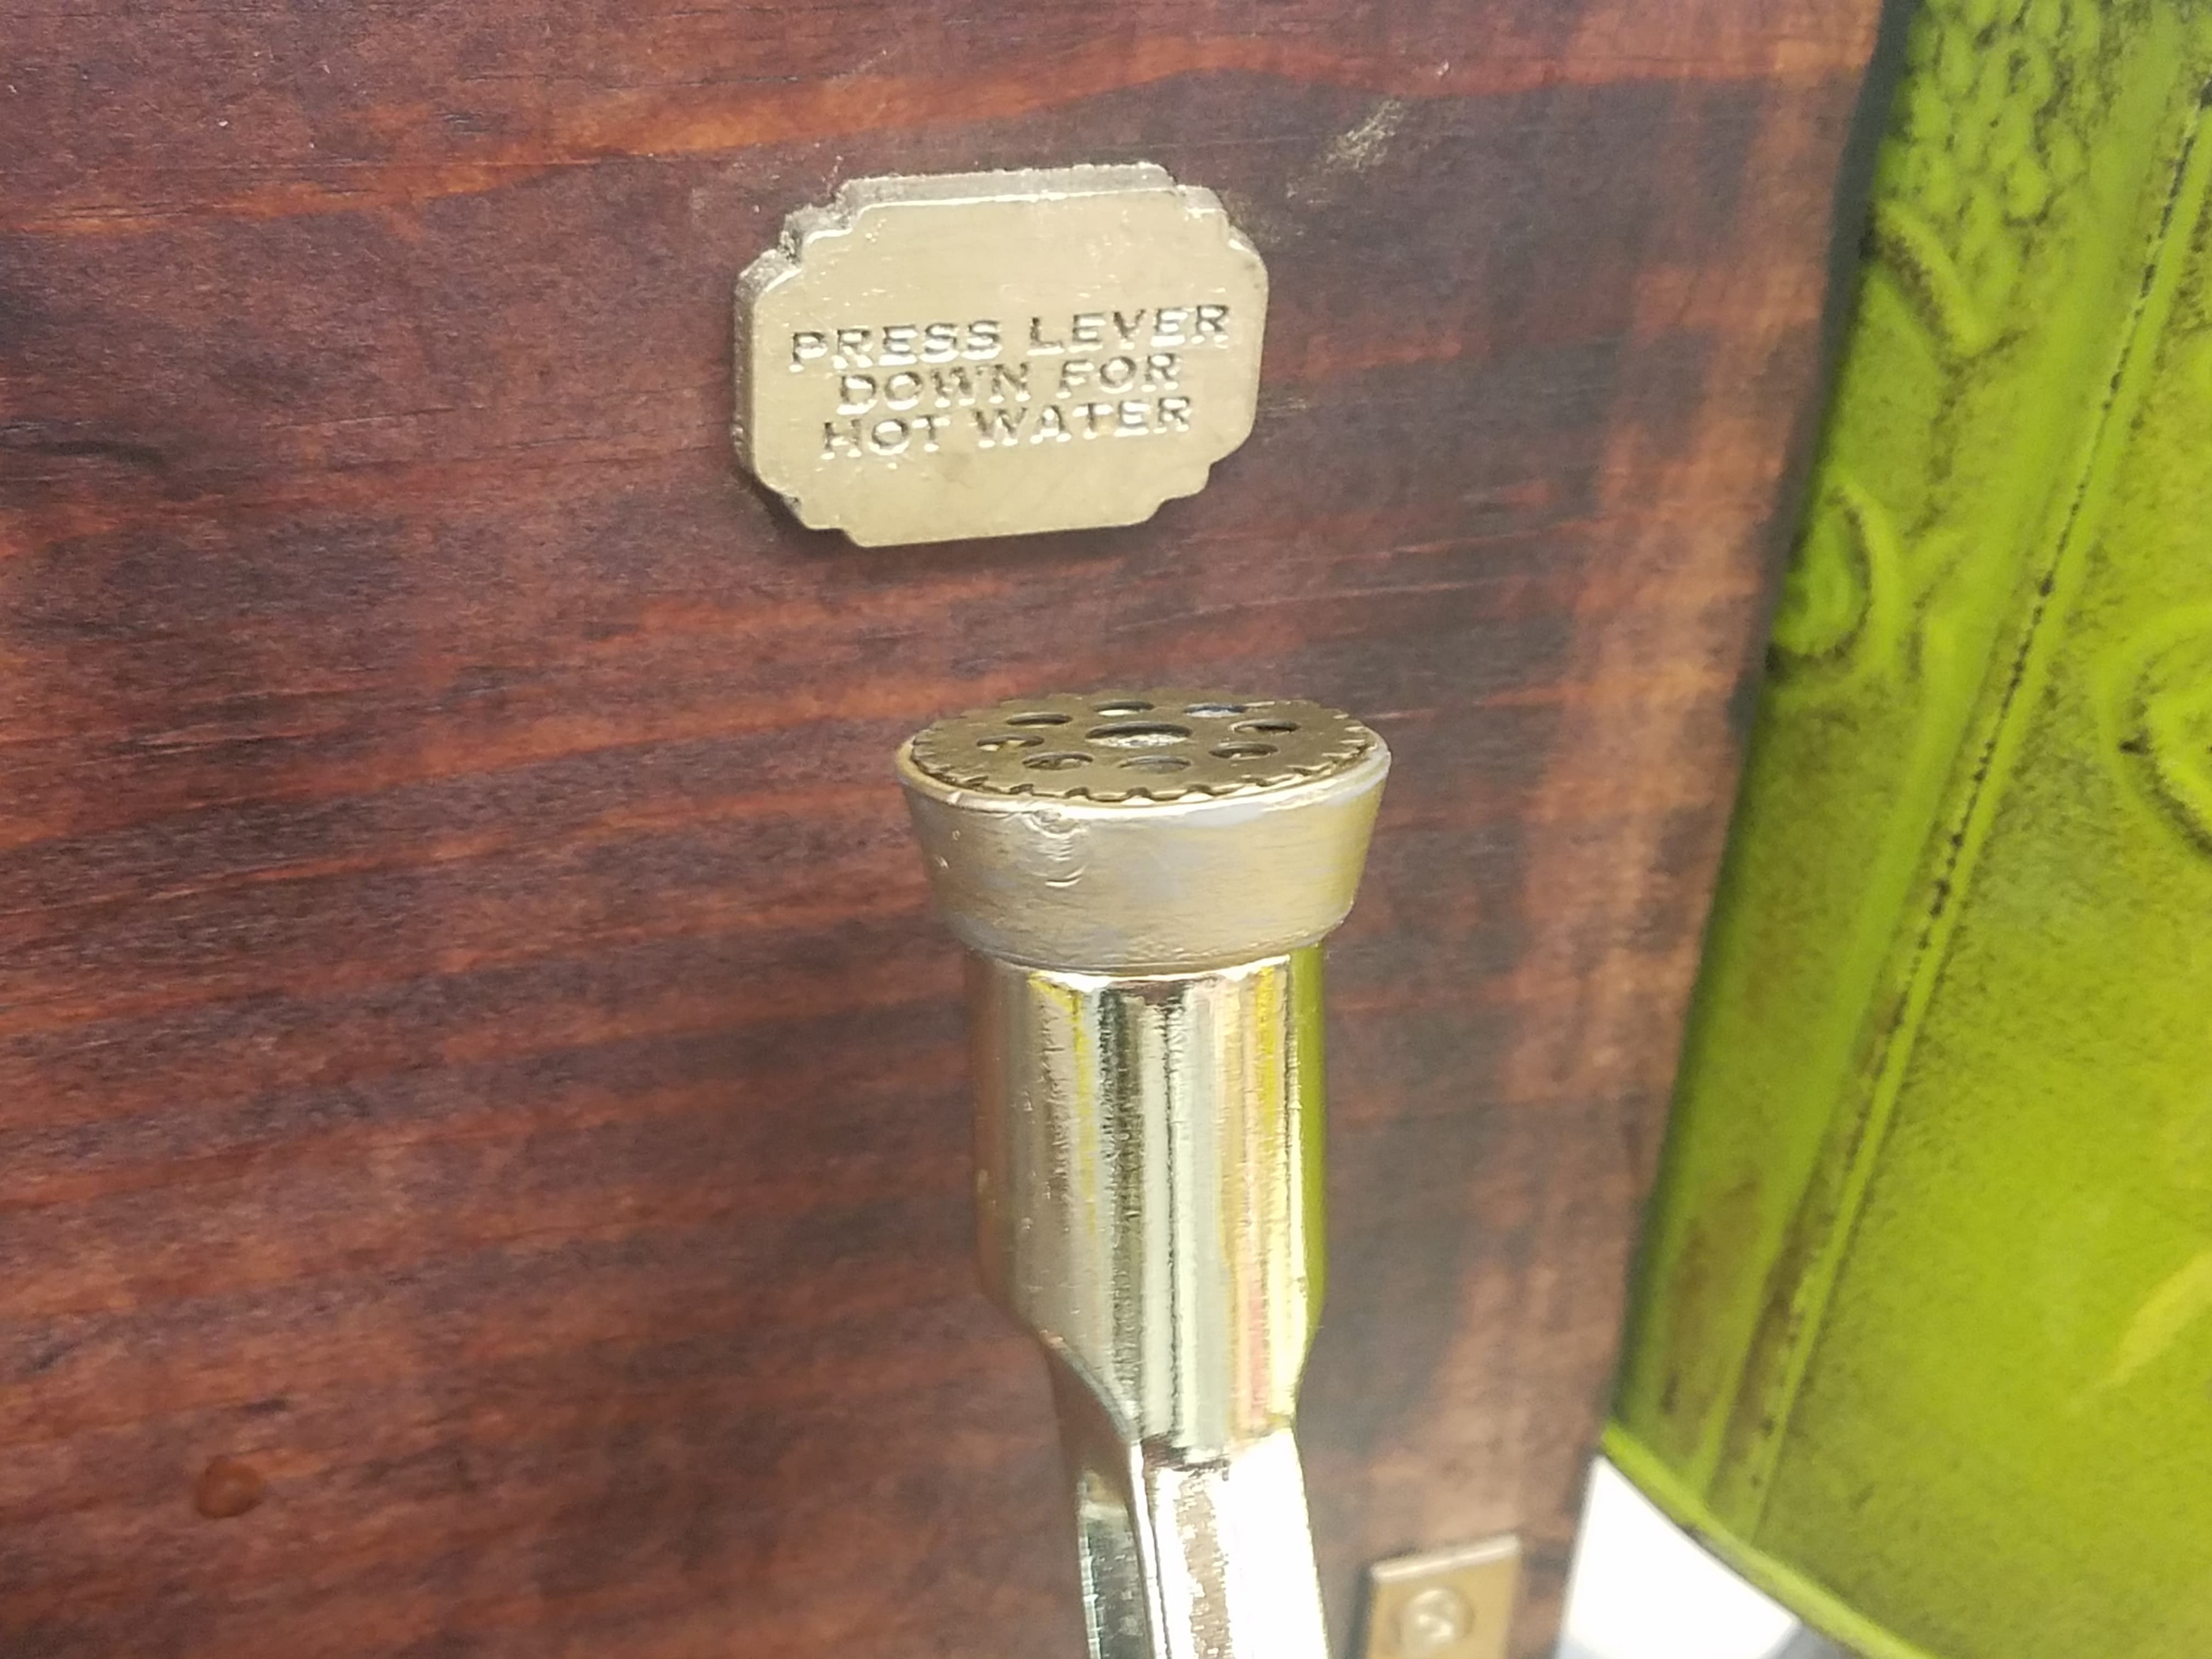 PRESS LEVER
DOWN FOR
HOT WATER